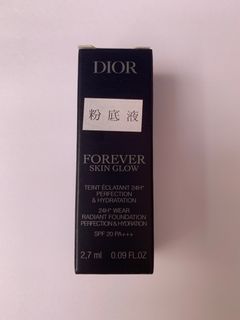 DIOR
粉底液
FOREVER
SKIN GLOW
TEINT ÉCLATANT 24H*
PERFECTION
& HYDRATATION
24H* WEAR
RADIANT FOUNDATION
PERFECTION & HYDRATION
SPF 20 PA+++
2,7 ml 0.09 FL.OZ